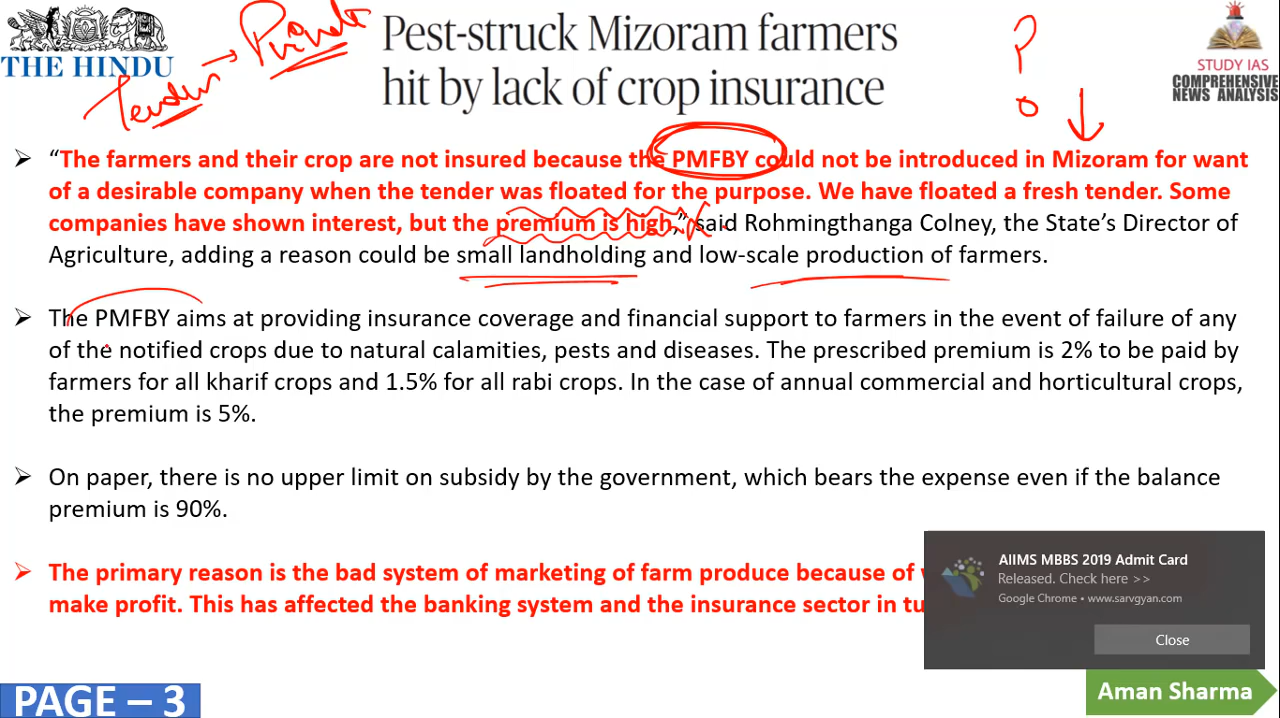 THE HINDU
Tender → Private
Pest-struck Mizoram farmers
hit by lack of crop insurance
STUDY IAS
COMPREHENSIVE
NEWS ANALYSIS
➢ “The farmers and their crop are not insured because the PMFBY could not be introduced in Mizoram for want
of a desirable company when the tender was floated for the purpose. We have floated a fresh tender. Some
companies have shown interest, but the premium is high,” said Rohmingthanga Colney, the State’s Director of
Agriculture, adding a reason could be small landholding and low-scale production of farmers.
➢ The PMFBY aims at providing insurance coverage and financial support to farmers in the event of failure of any
of the notified crops due to natural calamities, pests and diseases. The prescribed premium is 2% to be paid by
farmers for all kharif crops and 1.5% for all rabi crops. In the case of annual commercial and horticultural crops,
the premium is 5%.
➢ On paper, there is no upper limit on subsidy by the government, which bears the expense even if the balance
premium is 90%.
➢ The primary reason is the bad system of marketing of farm produce because of
make profit. This has affected the banking system and the insurance sector in
AIIMS MBBS 2019 Admit Card
Released. Check here >>
Google Chrome • www.sarvgyan.com
Close
PAGE – 3
Aman Sharma